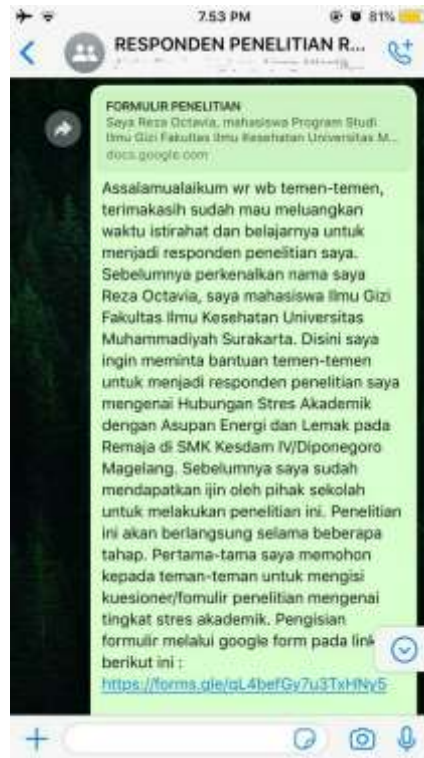 7.53 PM
81%
RESPONDEN PENELITIAN R...
FORMULIR PENELITIAN
Saya Reza Octavia, mahasiswa Program Studi
Ilmu Gizi Fakultas Ilmu Kesehatan Universitas M...
docs.google.com
Assalamualaikum wr wb temen-temen,
terimakasih sudah mau meluangkan
waktu istirahat dan belajarnya untuk
menjadi responden penelitian saya.
Sebelumnya perkenalkan nama saya
Reza Octavia, saya mahasiswa Ilmu Gizi
Fakultas Ilmu Kesehatan Universitas
Muhammadiyah Surakarta. Disini saya
ingin meminta bantuan temen-temen
untuk menjadi responden penelitian saya
mengenai Hubungan Stres Akademik
dengan Asupan Energi dan Lemak pada
Remaja di SMK Kesdam IV/Diponegoro
Magelang. Sebelumnya saya sudah
mendapatkan ijin oleh pihak sekolah
untuk melakukan penelitian ini. Penelitian
ini akan berlangsung selama beberapa
tahap. Pertama-tama saya memohon
kepada teman-teman untuk mengisi
kuesioner/fomulir penelitian mengenai
tingkat stres akademik. Pengisian
formulir melalui google form pada link
berikut ini :
https://forms.gle/qL4befGy7u3TxHNy5